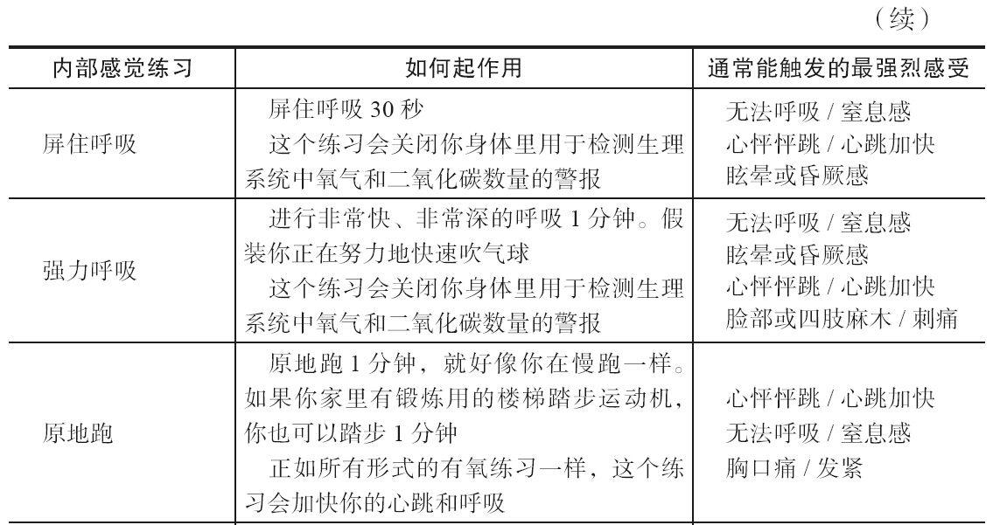 （续）
内部感觉练习
如何起作用
通常能触发的最强烈感受
屏住呼吸
屏住呼吸 30 秒
这个练习会关闭你身体里用于检测生理
系统中氧气和二氧化碳数量的警报
无法呼吸 / 窒息感
心怦怦跳 / 心跳加快
眩晕或昏厥感
强力呼吸
进行非常快、非常深的呼吸 1 分钟。假
装你正在努力地快速吹气球
这个练习会关闭你身体里用于检测生理
系统中氧气和二氧化碳数量的警报
无法呼吸 / 窒息感
眩晕或昏厥感
心怦怦跳 / 心跳加快
脸部或四肢麻木 / 刺痛
原地跑
原地跑 1 分钟，就好像你在慢跑一样。
如果你家里有锻炼用的楼梯踏步运动机，
你也可以踏步 1 分钟
正如所有形式的有氧练习一样，这个练
习会加快你的心跳和呼吸
心怦怦跳 / 心跳加快
无法呼吸 / 窒息感
胸口痛 / 发紧